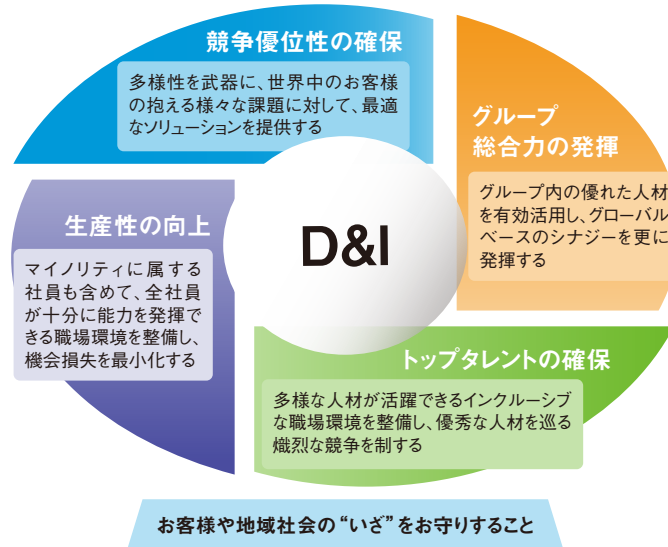 競争優位性の確保
多様性を武器に、世界中のお客様
の抱える様々な課題に対して、最適
なソリューションを提供する
グループ
総合力の発揮
グループ内の優れた人材
を有効活用し、グローバル
ベースのシナジーを更に
発揮する
D&I
生産性の向上
マイノリティに属する
社員も含めて、全社員
が十分に能力を発揮で
きる職場環境を整備し、
機会損失を最小化する
トップタレントの確保
多様な人材が活躍できるインクルーシブ
な職場環境を整備し、優秀な人材を巡る
熾烈な競争を制する
お客様や地域社会の“いざ”をお守りすること